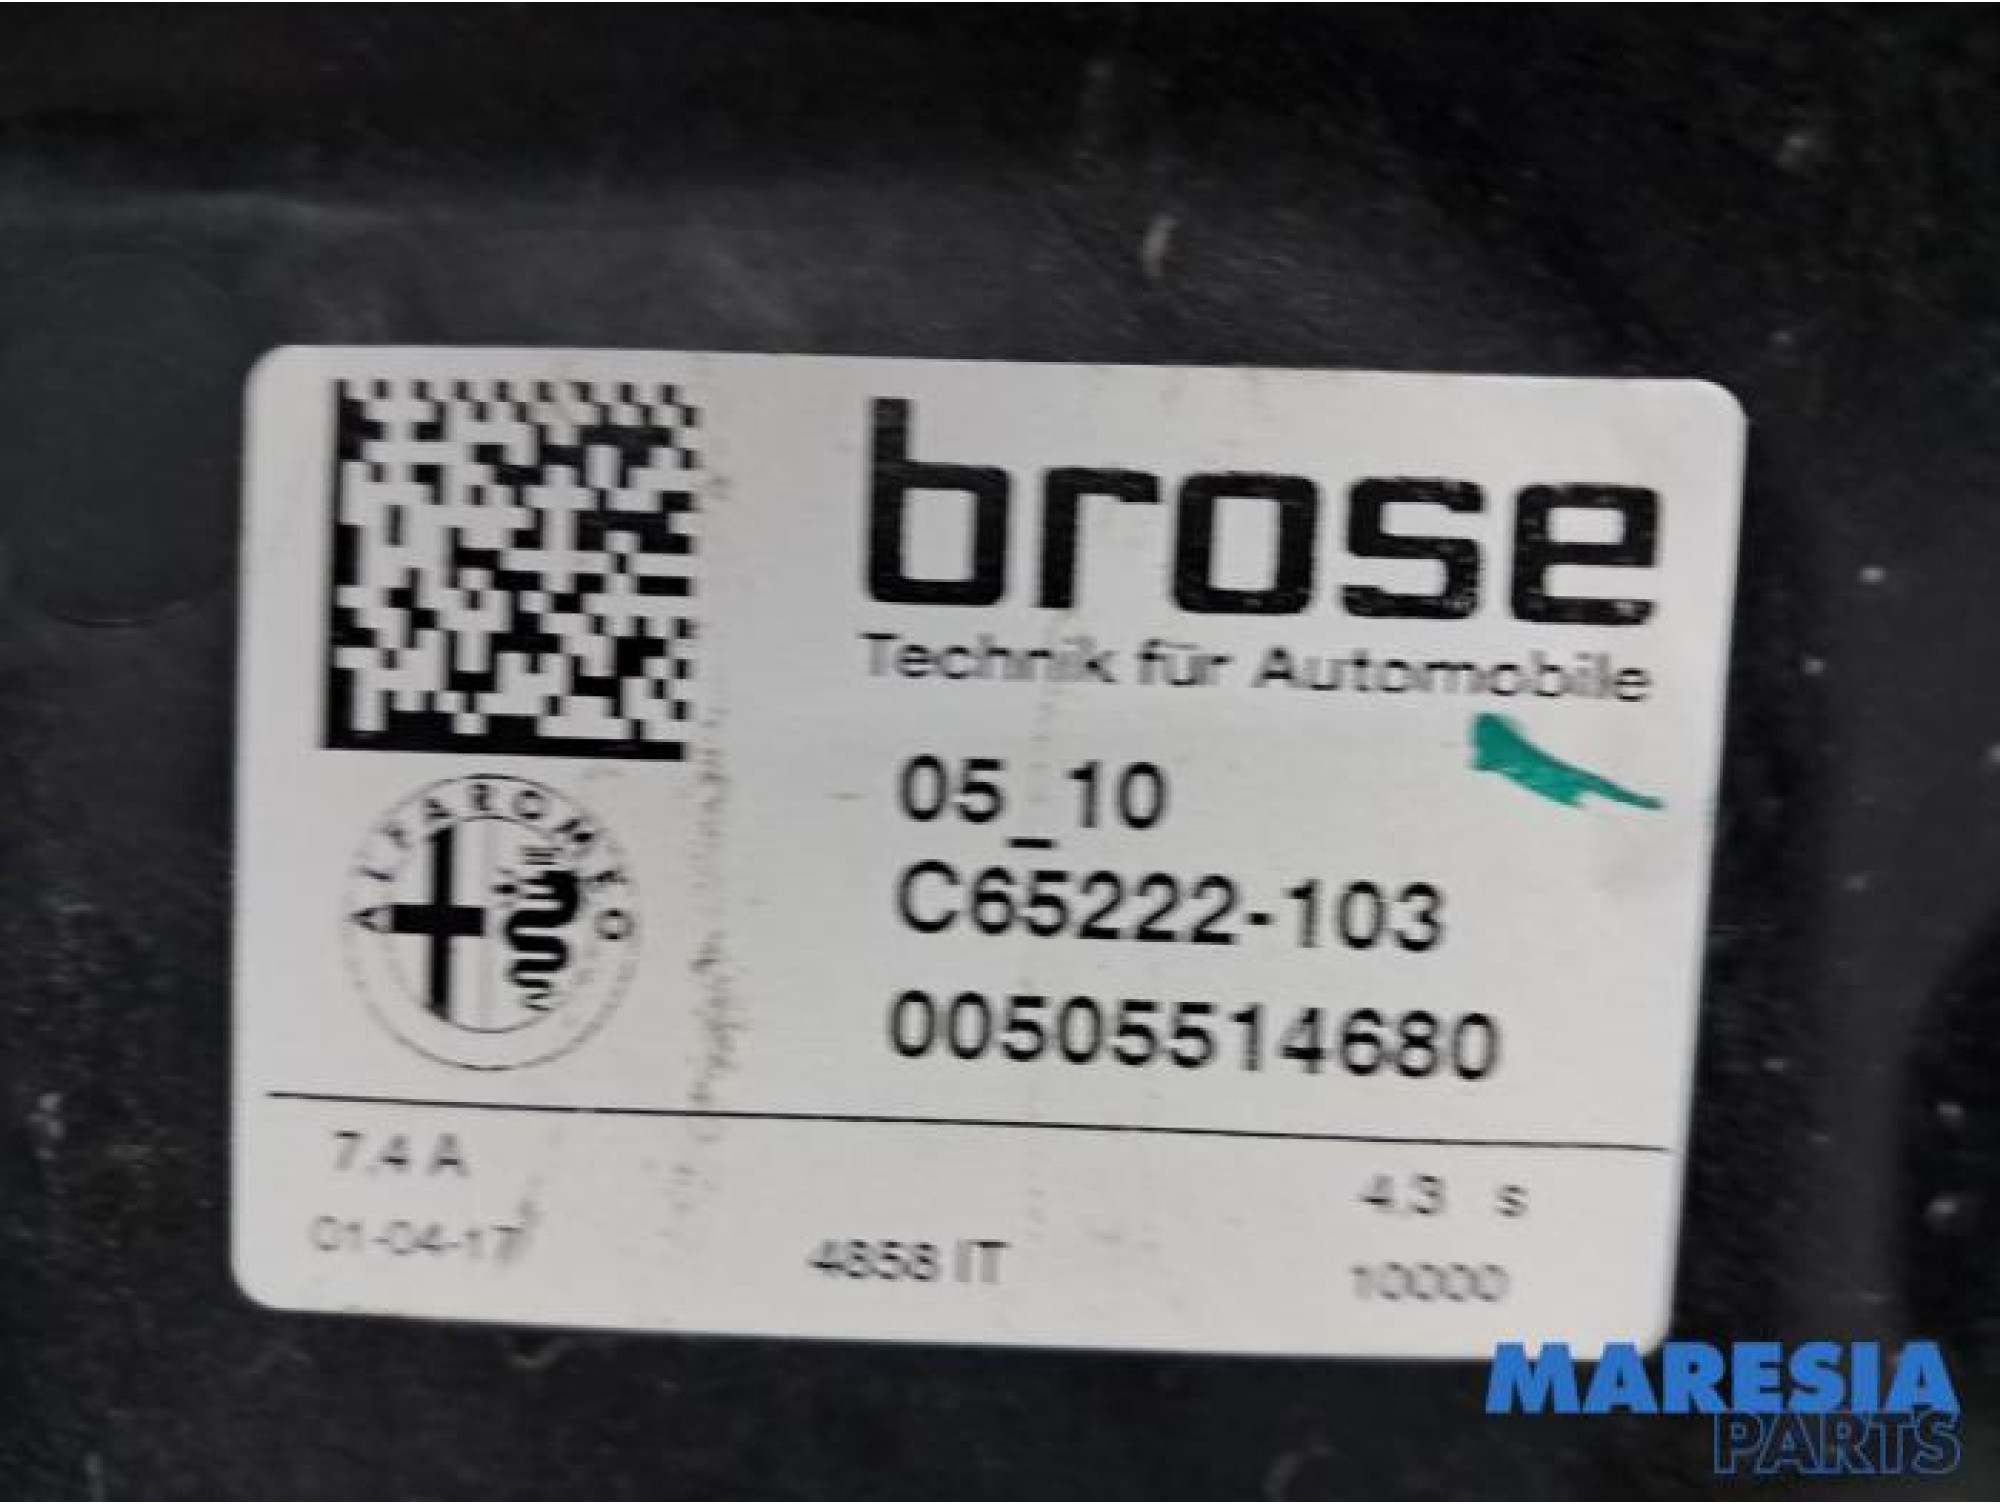 brose
Technik für Automobile
05_10
C65222-103
00505514680
ALFA ROMEO
7,4 A
4,3 s
01-04-17
4858 IT
10000
MARESIA
PARTS